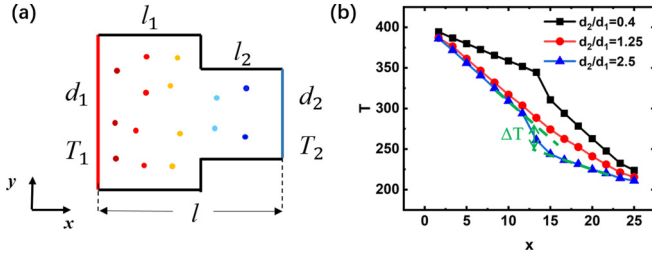 (a)
l₁
l₂
d₁
d₂
T₁
T₂
y
x
l
(b)
400
350
300
250
200
T
d₂/d₁=0.4
d₂/d₁=1.25
d₂/d₁=2.5
ΔT
0 5 10 15 20 25
x